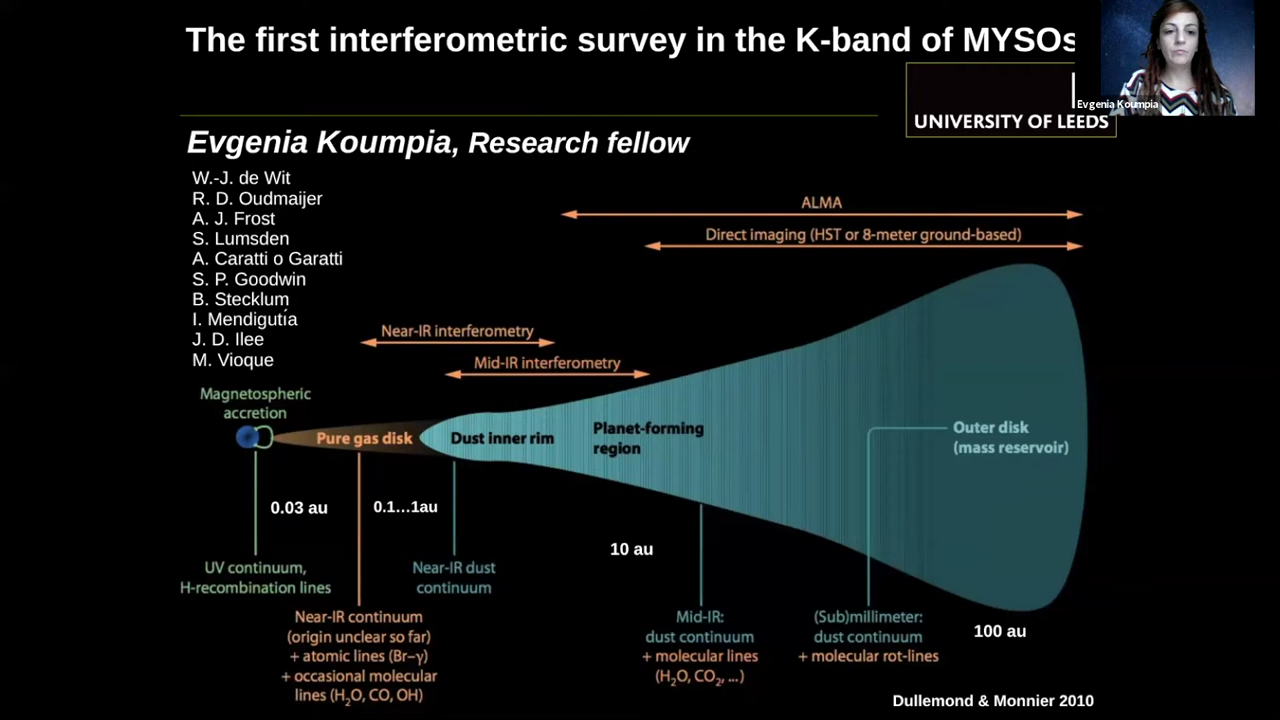 The first interferometric survey in the K-band of MYSOs
Evgenia Koumpia
UNIVERSITY OF LEEDS
Evgenia Koumpia, Research fellow
W.-J. de Wit
R. D. Oudmaijer
A. J. Frost
S. Lumsden
A. Caratti o Garatti
S. P. Goodwin
B. Stecklum
I. Mendigutía
J. D. Ilee
M. Vioque
ALMA
Direct imaging (HST or 8-meter ground-based)
Near-IR interferometry
Mid-IR interferometry
Magnetospheric
accretion
Pure gas disk
Dust inner rim
Planet-forming
region
Outer disk
(mass reservoir)
0.03 au
0.1...1au
10 au
100 au
UV continuum,
H-recombination lines
Near-IR dust
continuum
Near-IR continuum
(origin unclear so far)
+ atomic lines (Br–γ)
+ occasional molecular
lines (H₂O, CO, OH)
Mid-IR:
dust continuum
+ molecular lines
(H₂O, CO₂, ...)
(Sub)millimeter:
dust continuum
+ molecular rot-lines
Dullemond & Monnier 2010